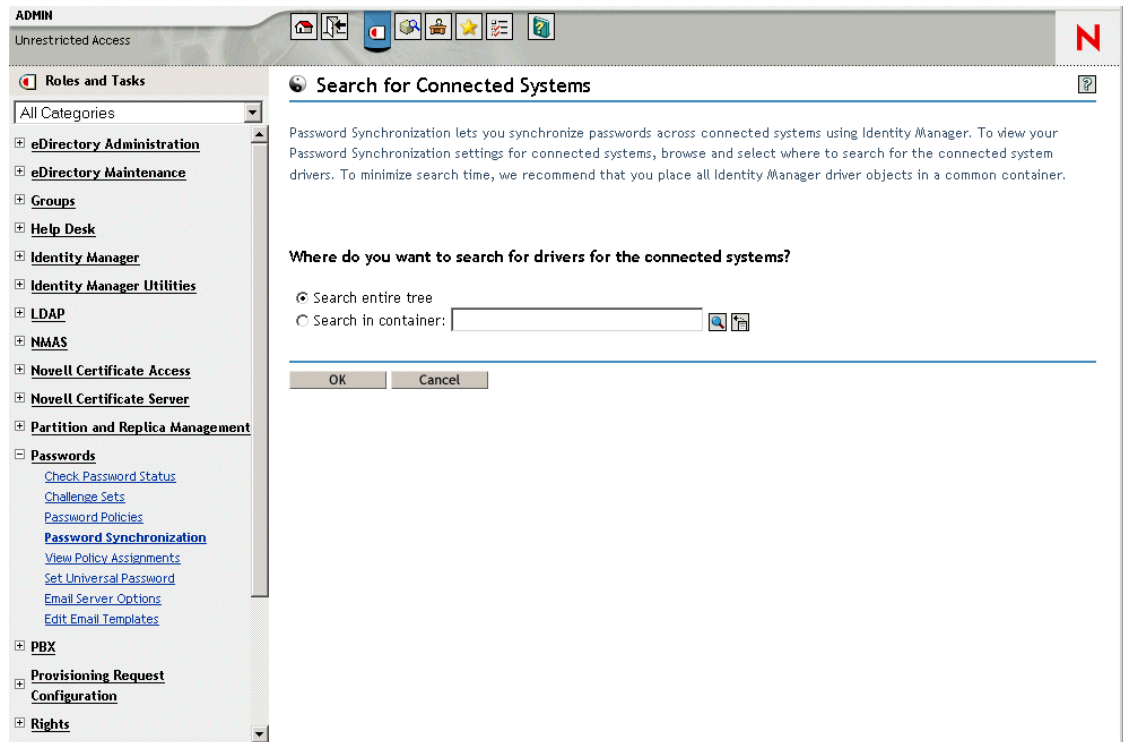 ADMIN
Unrestricted Access
N
Roles and Tasks
All Categories
eDirectory Administration
eDirectory Maintenance
Groups
Help Desk
Identity Manager
Identity Manager Utilities
LDAP
NMAS
Novell Certificate Access
Novell Certificate Server
Partition and Replica Management
Passwords
Check Password Status
Challenge Sets
Password Policies
Password Synchronization
View Policy Assignments
Set Universal Password
Email Server Options
Edit Email Templates
PBX
Provisioning Request
Configuration
Rights
Search for Connected Systems
?
Password Synchronization lets you synchronize passwords across connected systems using Identity Manager. To view your
Password Synchronization settings for connected systems, browse and select where to search for the connected system
drivers. To minimize search time, we recommend that you place all Identity Manager driver objects in a common container.
Where do you want to search for drivers for the connected systems?
Search entire tree
Search in container:
OK
Cancel